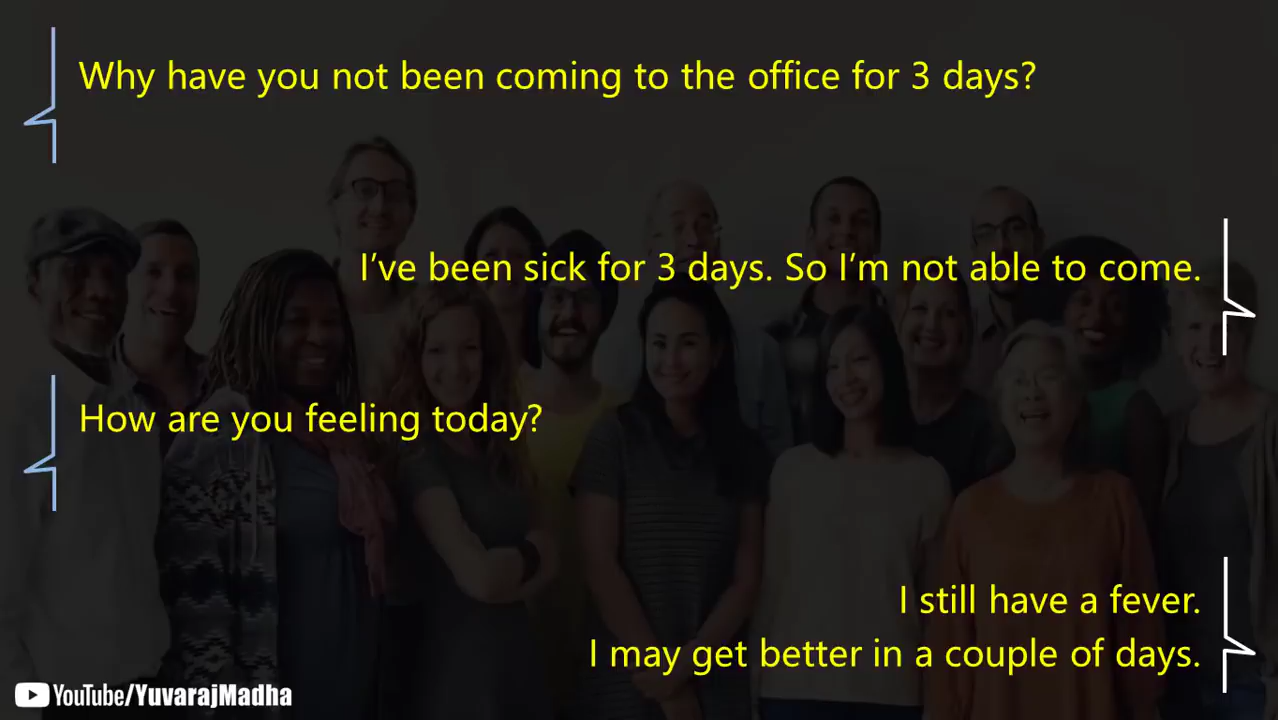 Why have you not been coming to the office for 3 days?
I’ve been sick for 3 days. So I’m not able to come.
How are you feeling today?
I still have a fever.
I may get better in a couple of days.
YouTube/YuvarajMadha